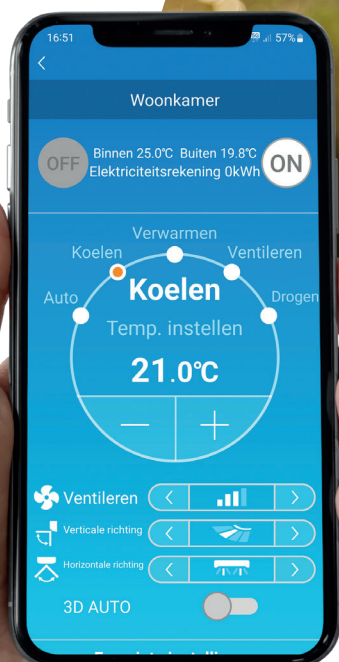 16:51
57%
Woonkamer
OFF
Binnen 25.0℃ Buiten 19.8℃
Elektriciteitsrekening 0kWh
ON
Verwarmen
Koelen
Ventileren
Auto
Koelen
Drogen
Temp. instellen
21.0℃
Ventileren
Verticale richting
Horizontale richting
3D AUTO